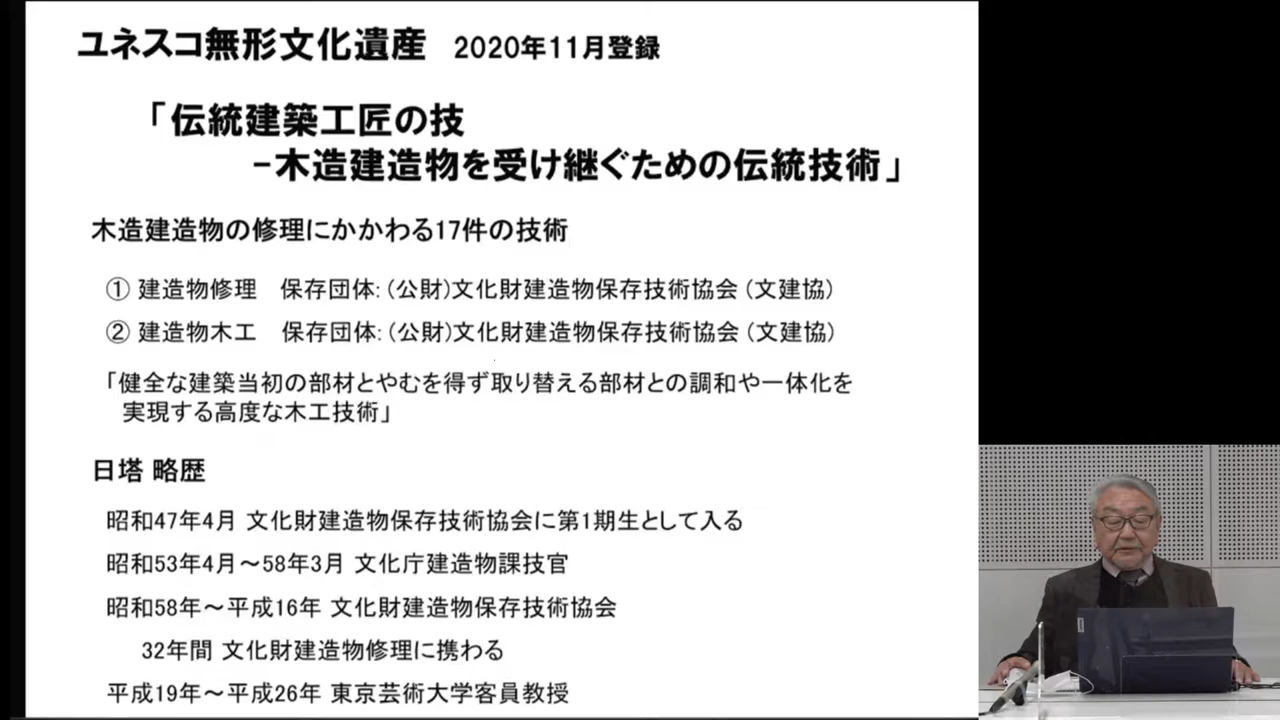 ユネスコ無形文化遺産 2020年11月登録
「伝統建築工匠の技
-木造建造物を受け継ぐための伝統技術」
木造建造物の修理にかかわる17件の技術
① 建造物修理 保存団体:(公財)文化財建造物保存技術協会(文建協)
② 建造物木工 保存団体:(公財)文化財建造物保存技術協会(文建協)
「健全な建築当初の部材とやむを得ず取り替える部材との調和や一体化を
実現する高度な木工技術」
日塔 略歴
昭和47年4月 文化財建造物保存技術協会に第1期生として入る
昭和53年4月～58年3月 文化庁建造物課技官
昭和58年～平成16年 文化財建造物保存技術協会
32年間 文化財建造物修理に携わる
平成19年～平成26年 東京芸術大学客員教授